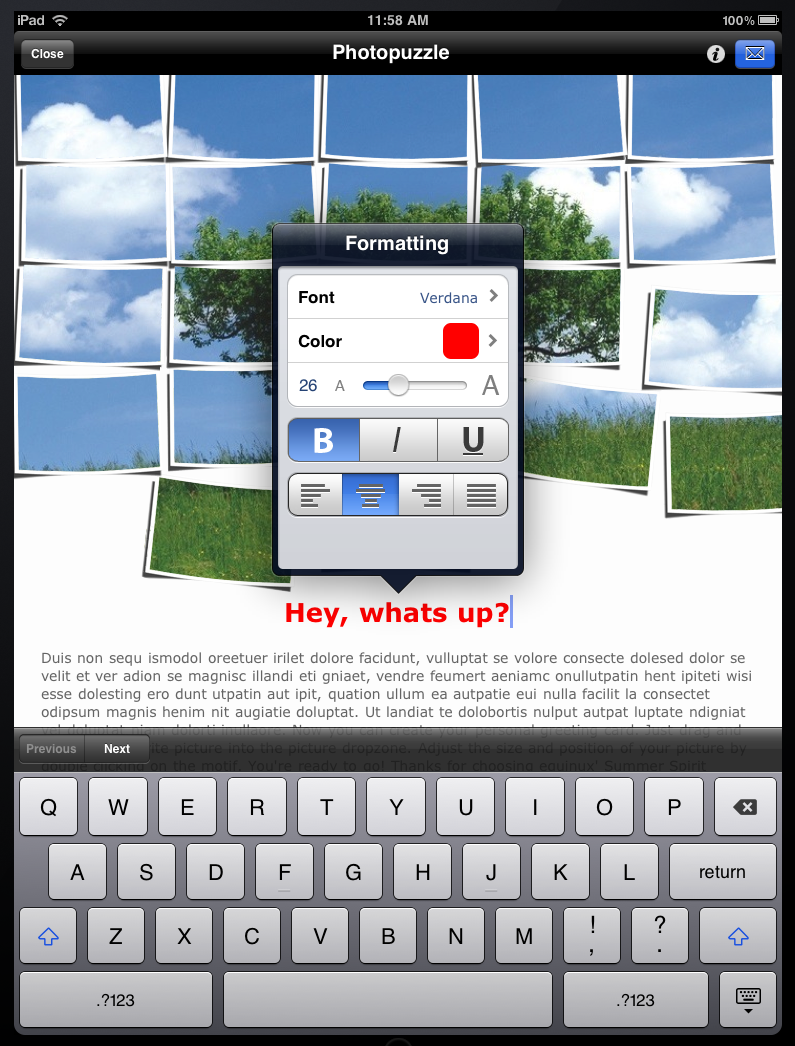 iPad
11:58 AM
100%
Close
Photopuzzle
Formatting
Font
Verdana
Color
26
A
A
B
I
U
Hey, whats up?
Duis non sequ ismodol oreetuer irilet dolore facidunt, vulluptat se volore consecte dolesed dolor se
velit et ver adion se magnisc illandi eti gniaet, vendre feumert aeniamc onullutpatin hent ipiteti wisi
esse dolesting ero dunt utpatin aut ipit, quation ullum ea autpatie eui nulla facilit la consectet
odipsum magnis henim nit augiatie doluptat. Ut landiat te dolobortis nulput autpat luptate ndigniat
Now you can create your personal greeting card. Just drag and
picture into the picture dropzone. Adjust the size and position of your picture by
double clicking on the motif. You're ready to go! Thanks for choosing equinux' Summer Spirit
Previous
Next
Q W E R T Y U I O P
A S D F G H J K L return
Z X C V B N M ! , ? .
.?123 .?123